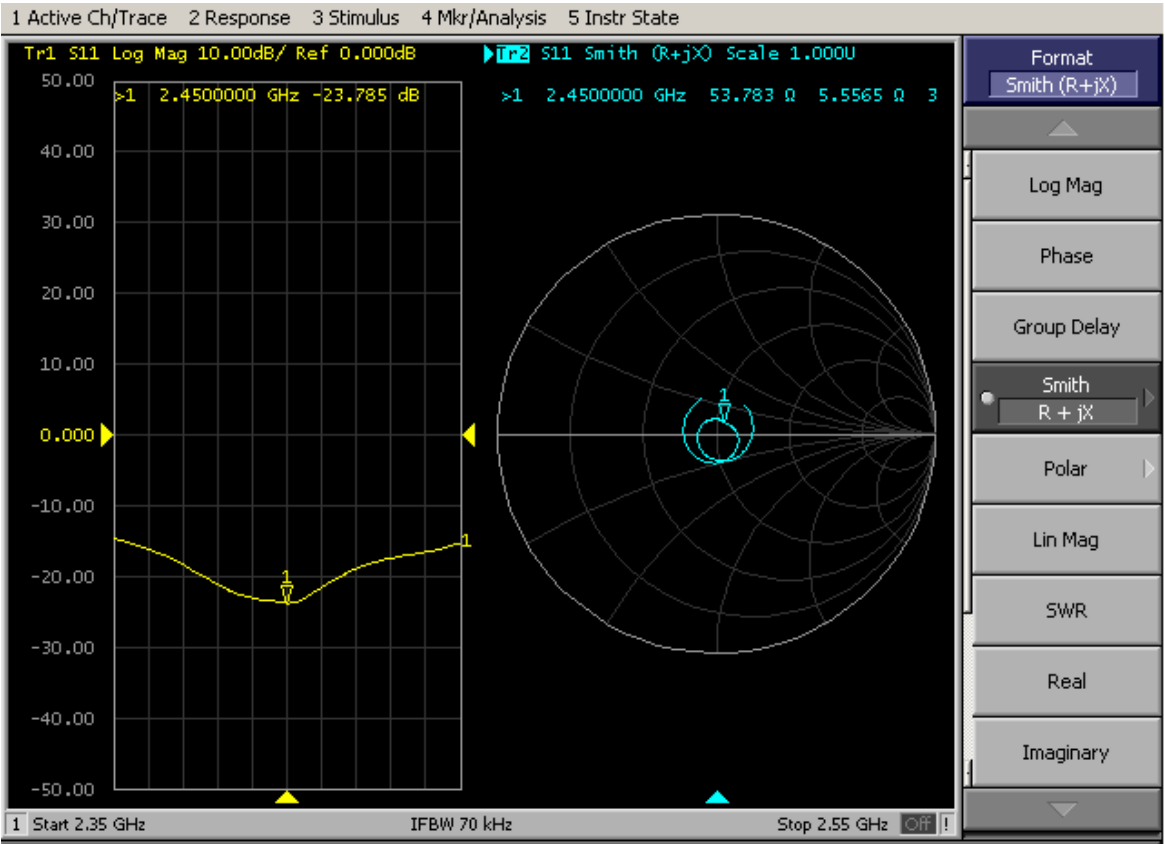 1 Active Ch/Trace 2 Response 3 Stimulus 4 Mkr/Analysis 5 Instr State
Tr1 S11 Log Mag 10.00dB/ Ref 0.000dB
50.00
>1 2.4500000 GHz -23.785 dB
40.00
30.00
20.00
10.00
0.000
-10.00
-20.00
-30.00
-40.00
-50.00
1
1
Tr2 S11 Smith (R+jX) Scale 1.000U
>1 2.4500000 GHz 53.783 Ω 5.5565 Ω 3
1
1 Start 2.35 GHz IFBW 70 kHz Stop 2.55 GHz Off !
Format
Smith (R+jX)
Log Mag
Phase
Group Delay
Smith
R + jX
Polar
Lin Mag
SWR
Real
Imaginary